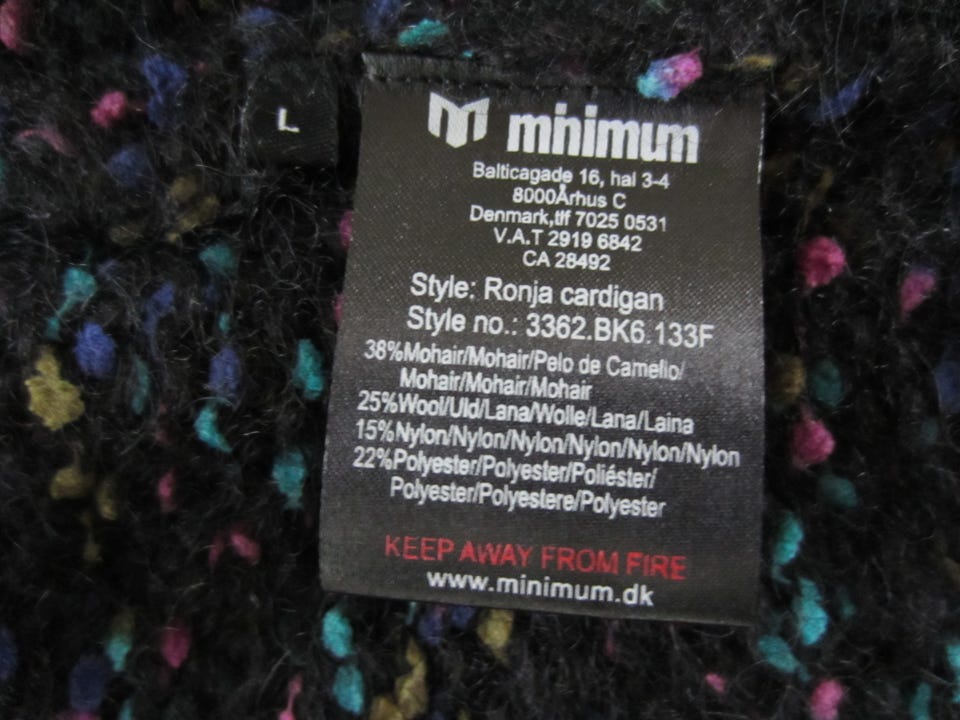 L
minimum
Balticagade 16, hal 3-4
8000Århus C
Denmark,tlf 7025 0531
V.A.T 2919 6842
CA 28492
Style: Ronja cardigan
Style no.: 3362.BK6.133F
38%Mohair/Mohair/Pelo de Camello/
Mohair/Mohair/Mohair
25%Wool/Uld/Lana/Wolle/Lana/Laina
15%Nylon/Nylon/Nylon/Nylon/Nylon/Nylon
22%Polyester/Polyester/Poliéster/
Polyester/Polyestere/Polyester
KEEP AWAY FROM FIRE
www.minimum.dk